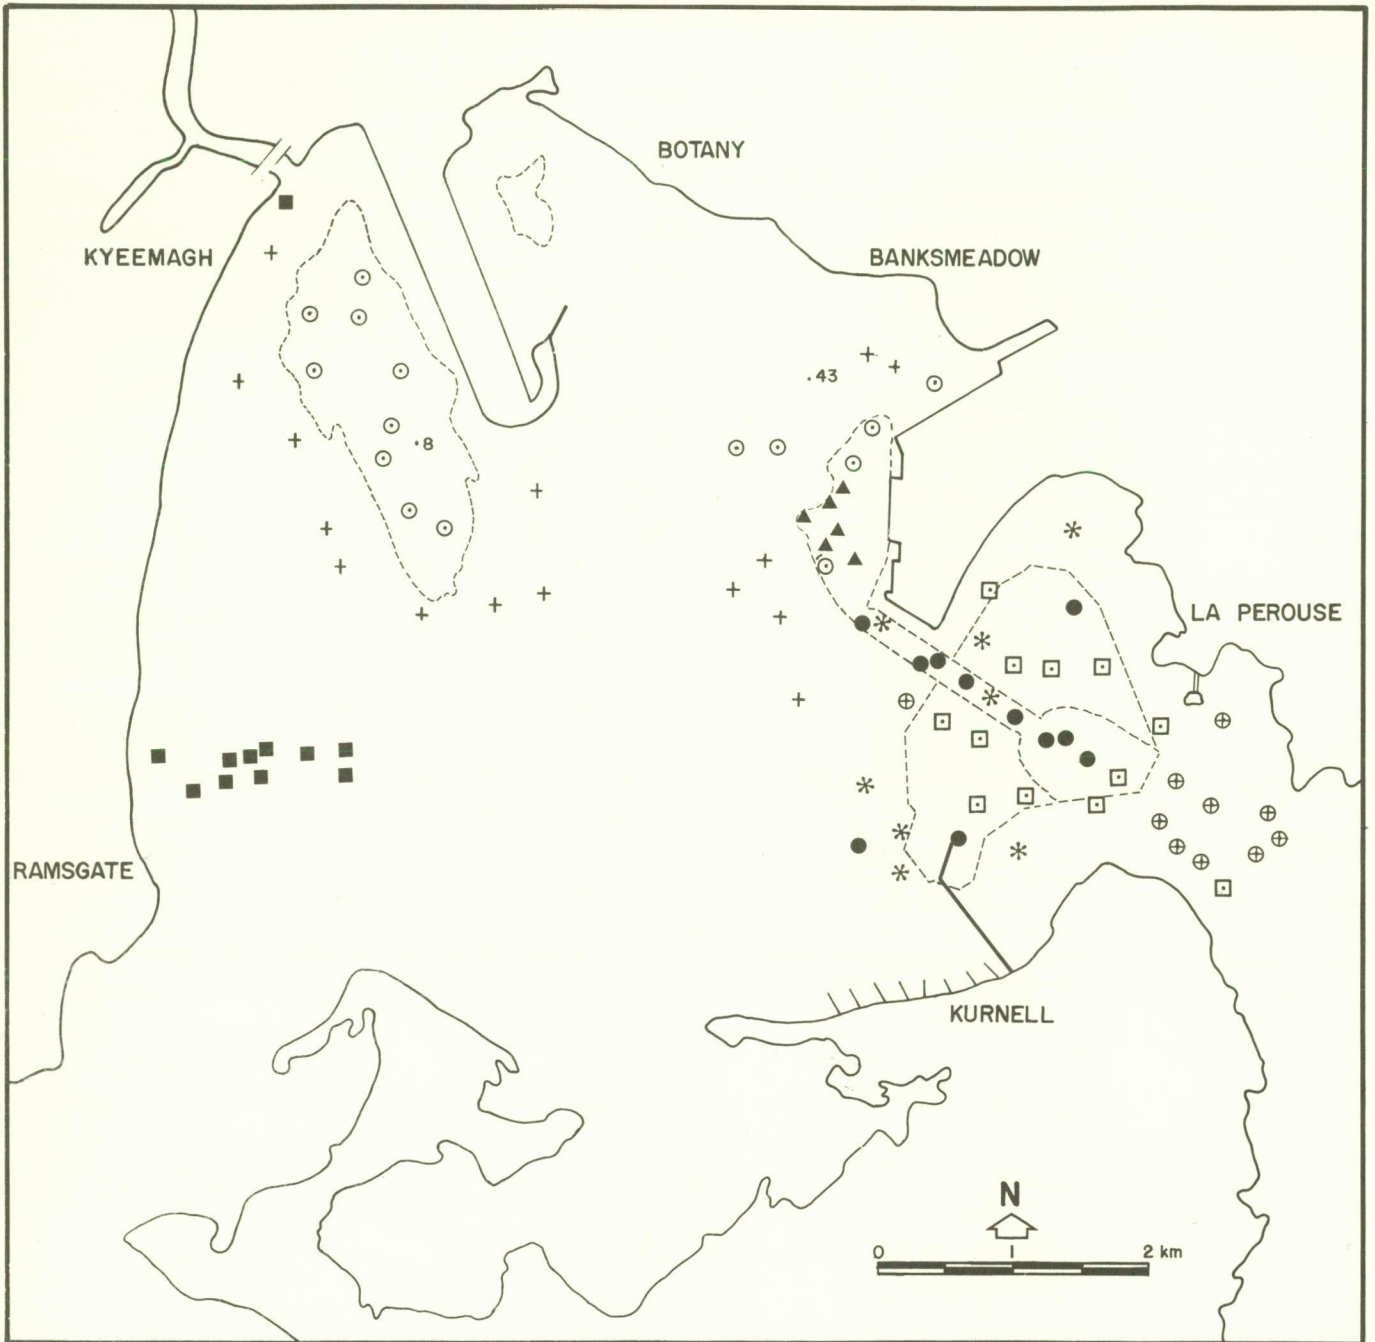 BOTANY
KYEEMAGH
BANKSMEADOW
.43
.8
LA PEROUSE
RAMSGATE
KURNELL
N
0 1 2 km